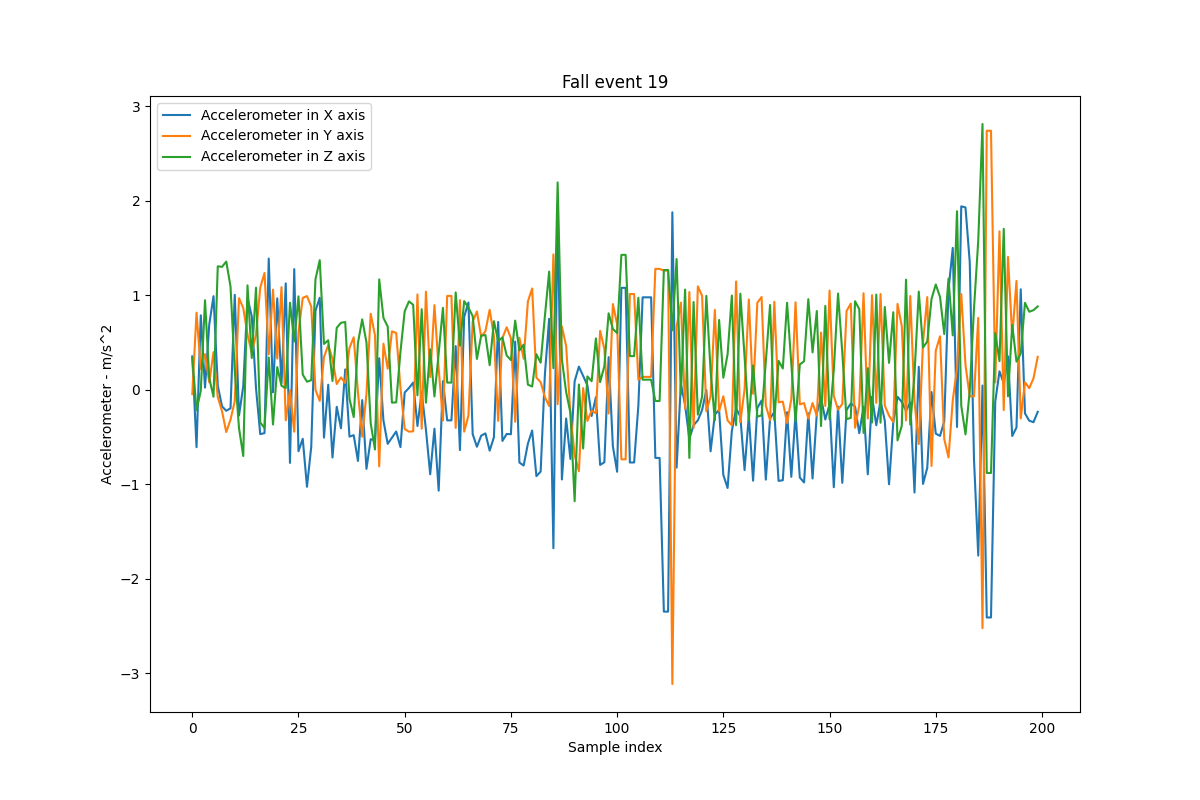 Fall event 19
Accelerometer in X axis
Accelerometer in Y axis
Accelerometer in Z axis
3
2
1
0
−1
−2
−3
Accelerometer - m/s^2
0 25 50 75 100 125 150 175 200
Sample index